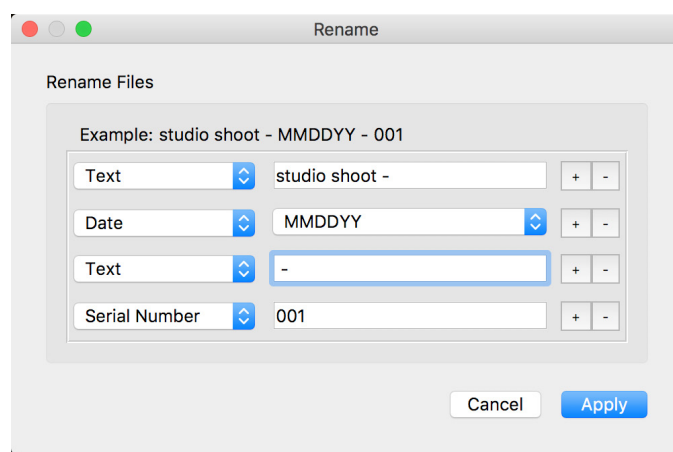 Rename
Rename Files
Example: studio shoot - MMDDYY - 001
Text studio shoot - + -
Date MMDDYY + -
Text - + -
Serial Number 001 + -
Cancel Apply